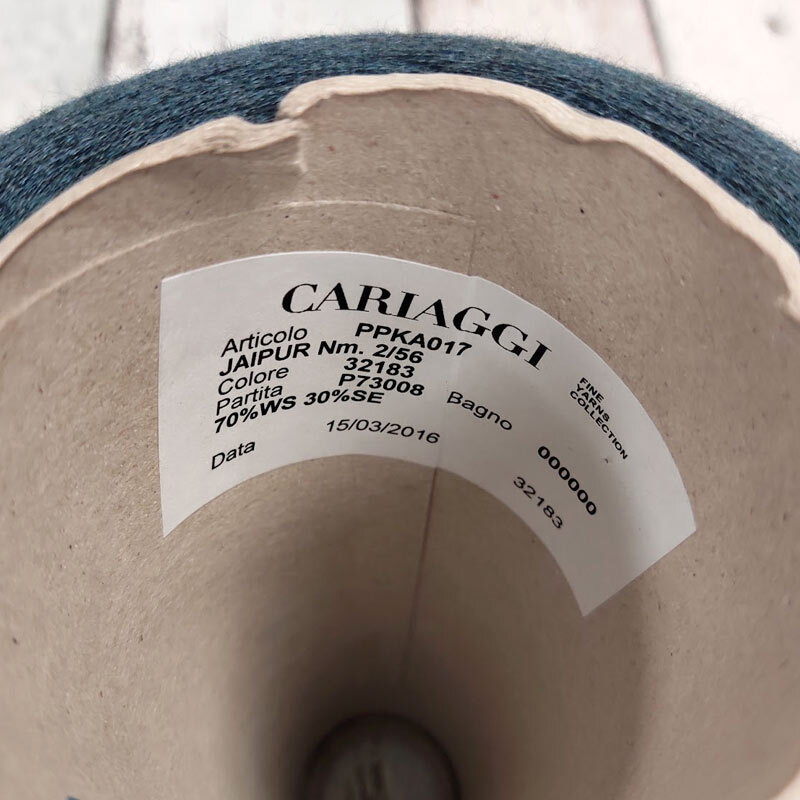 CARIAGGI
FINE
YARNS
COLLECTION
Articolo PPKA017
JAIPUR Nm. 2/56
Colore 32183
Partita P73008 Bagno 000000
70%WS 30%SE
Data 15/03/2016 32183